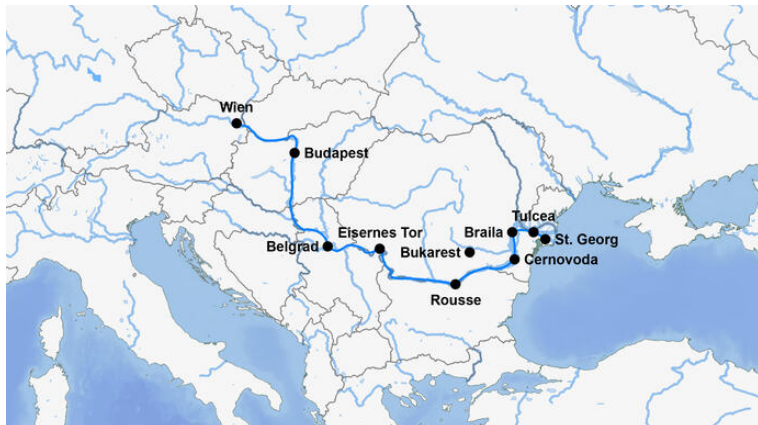 Wien
Budapest
Belgrad
Eisernes Tor
Bukarest
Braila
Tulcea
St. Georg
Cernovoda
Rousse